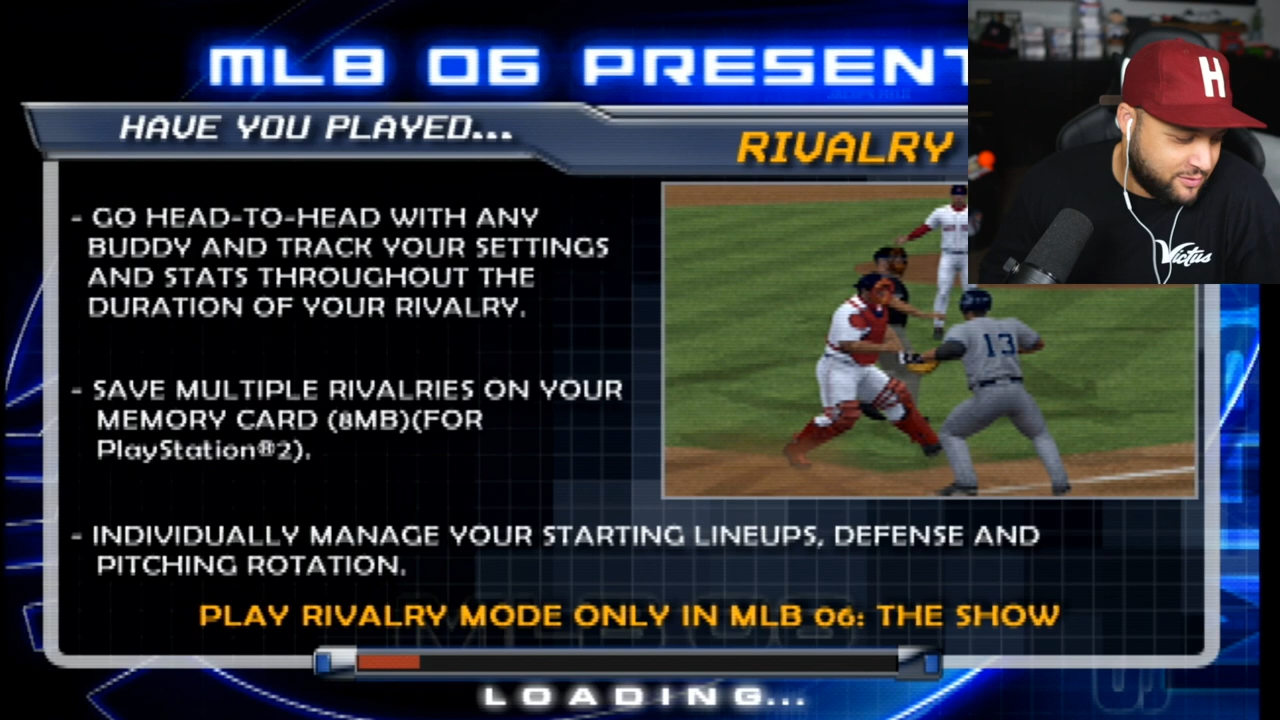 MLB 06 PRESENT
HAVE YOU PLAYED...
RIVALRY
- GO HEAD-TO-HEAD WITH ANY
BUDDY AND TRACK YOUR SETTINGS
AND STATS THROUGHOUT THE
DURATION OF YOUR RIVALRY.
- SAVE MULTIPLE RIVALRIES ON YOUR
MEMORY CARD (8MB)(FOR
PlayStation®2).
- INDIVIDUALLY MANAGE YOUR STARTING LINEUPS, DEFENSE AND
PITCHING ROTATION.
PLAY RIVALRY MODE ONLY IN MLB 06: THE SHOW
LOADING...
H
Victus
13